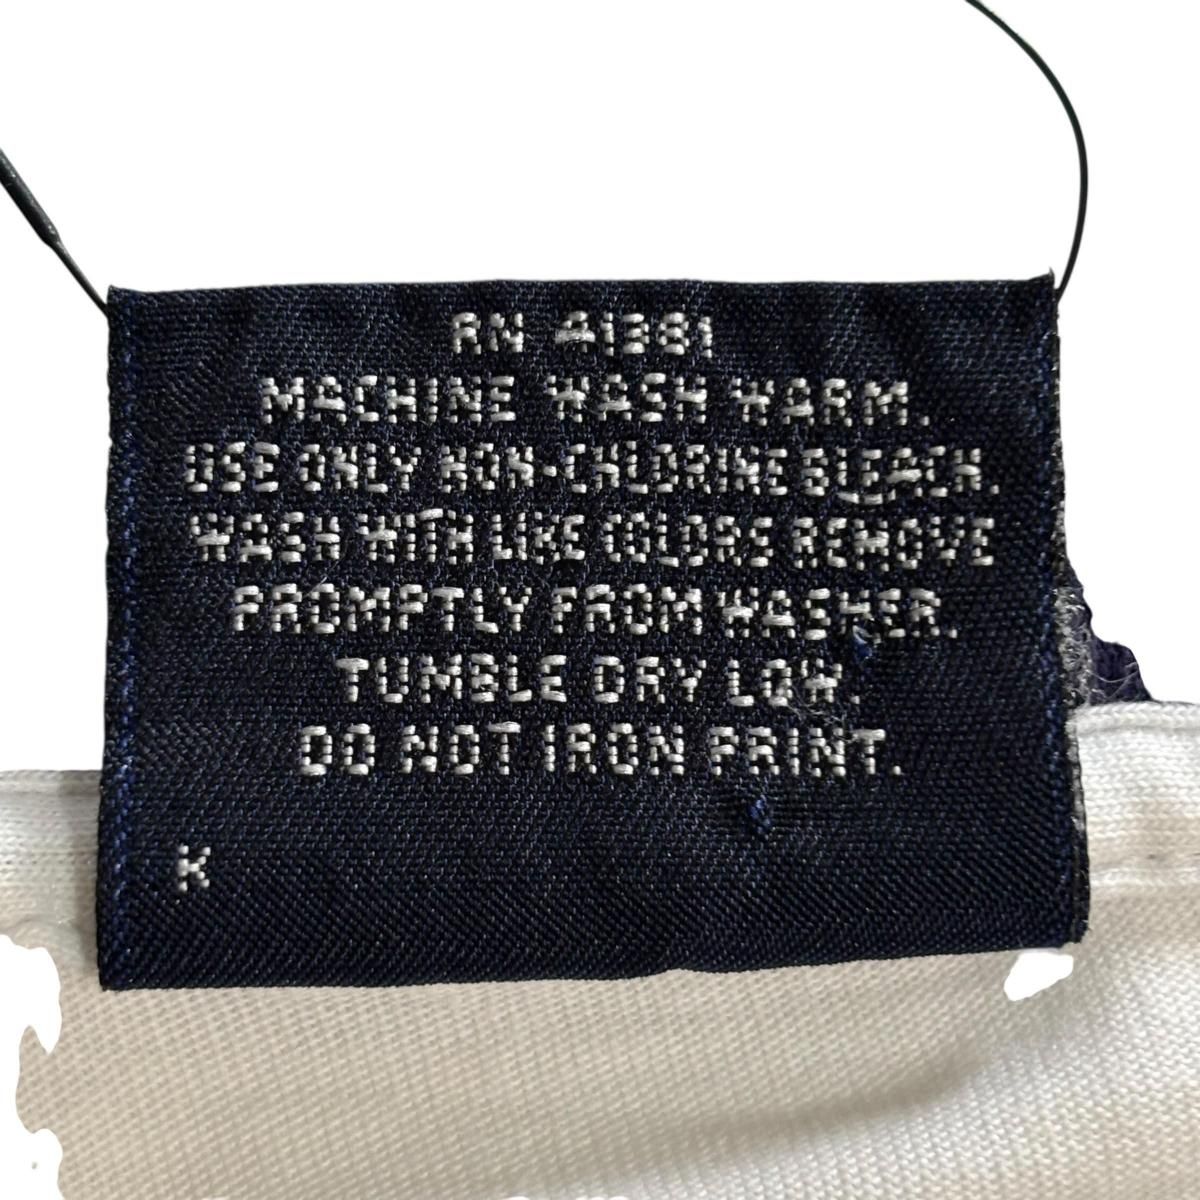 RN 41381
MACHINE WASH WARM.
USE ONLY NON-CHLORINE BLEACH.
WASH WITH LIKE COLORS REMOVE
PROMPTLY FROM WASHER.
TUMBLE DRY LOW.
DO NOT IRON PRINT.
K